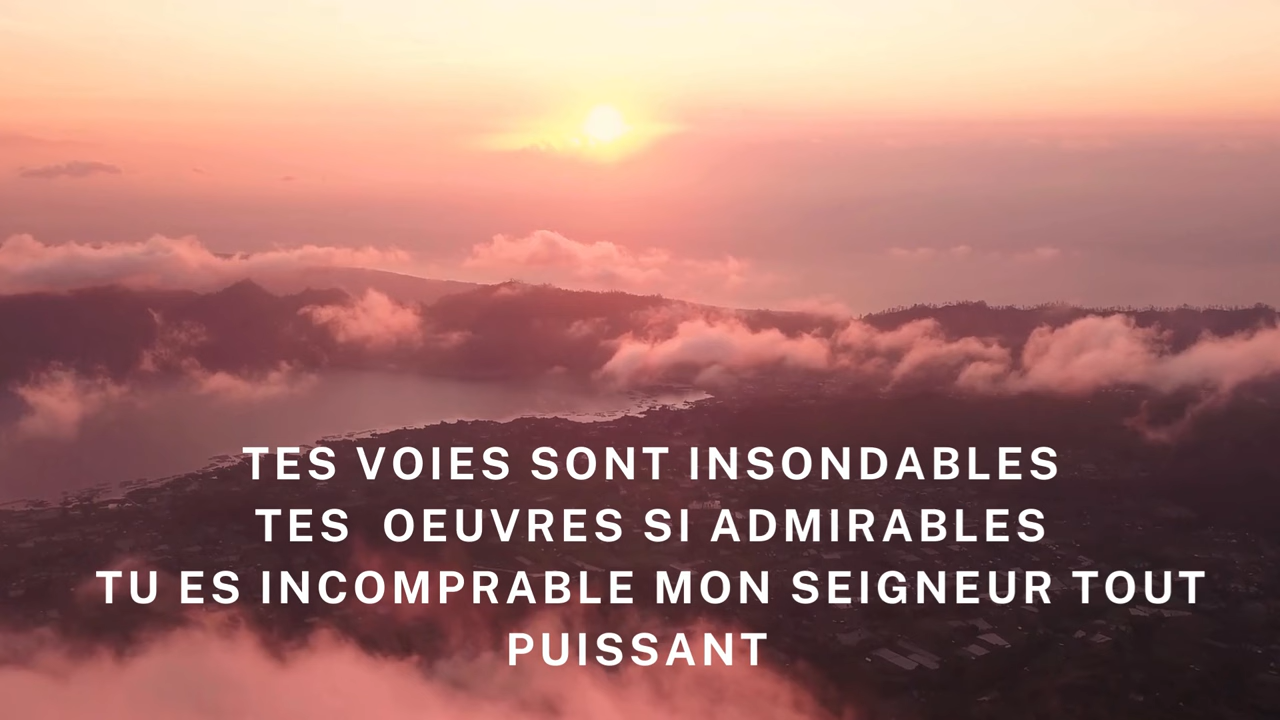 TES VOIES SONT INSONDABLES
TES  OEUVRES SI ADMIRABLES
TU ES INCOMPRABLE MON SEIGNEUR TOUT
PUISSANT